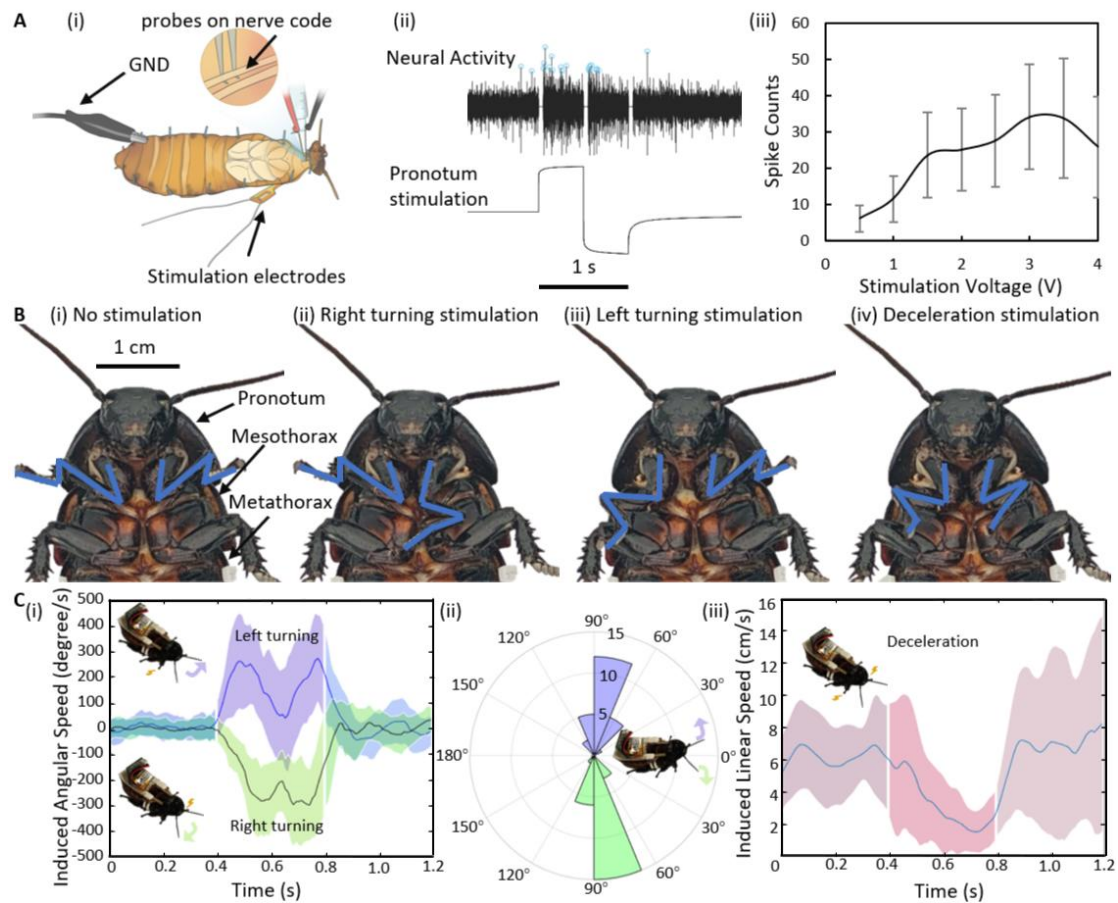 A
(i)
probes on nerve code
GND
Stimulation electrodes
(ii)
Neural Activity
Pronotum
stimulation
1 s
(iii)
Spike Counts
60
50
40
30
20
10
0
0 1 2 3 4
Stimulation Voltage (V)
B
(i) No stimulation
(ii) Right turning stimulation
(iii) Left turning stimulation
(iv) Deceleration stimulation
1 cm
Pronotum
Mesothorax
Metathorax
C
(i)
Induced Angular Speed (degree/s)
500
400
300
200
100
0
-100
-200
-300
-400
-500
Left turning
Right turning
0 0.2 0.4 0.6 0.8 1.0 1.2
Time (s)
(ii)
90°
120° 15 60°
10
150° 30°
5
180° 0°
150° 30
120° 60°
90°
(iii)
Induced Linear Speed (cm/s)
16
14
12
10
8
6
4
2
Deceleration
0 0.2 0.4 0.6 0.8 1.0 1.2
Time (s)